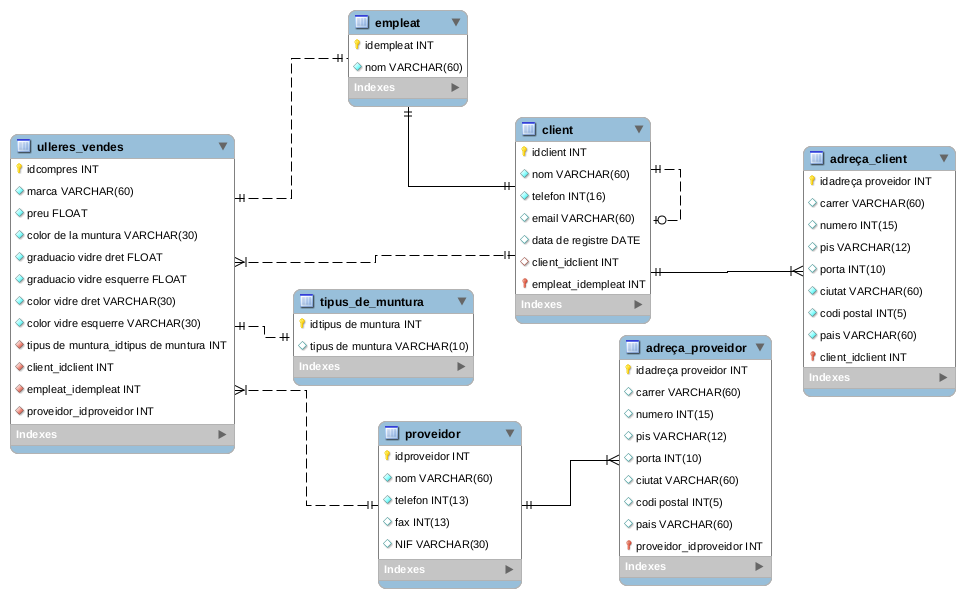 empleat
idempleat INT
nom VARCHAR(60)
Indexes
client
idclient INT
nom VARCHAR(60)
telefon INT(16)
email VARCHAR(60)
data de registre DATE
client_idclient INT
empleat_idempleat INT
Indexes
ulleres_vendes
idcompres INT
marca VARCHAR(60)
preu FLOAT
color de la muntura VARCHAR(30)
graduacio vidre dret FLOAT
graduacio vidre esquerre FLOAT
color vidre dret VARCHAR(30)
color vidre esquerre VARCHAR(30)
tipus de muntura_idtipus de muntura INT
client_idclient INT
empleat_idempleat INT
proveidor_idproveidor INT
Indexes
adreça_client
idadreça proveidor INT
carrer VARCHAR(60)
numero INT(15)
pis VARCHAR(12)
porta INT(10)
ciutat VARCHAR(60)
codi postal INT(5)
pais VARCHAR(60)
client_idclient INT
Indexes
tipus_de_muntura
idtipus de muntura INT
tipus de muntura VARCHAR(10)
Indexes
adreça_proveidor
idadreça proveidor INT
carrer VARCHAR(60)
numero INT(15)
pis VARCHAR(12)
porta INT(10)
ciutat VARCHAR(60)
codi postal INT(5)
pais VARCHAR(60)
proveidor_idproveidor INT
Indexes
proveidor
idproveidor INT
nom VARCHAR(60)
telefon INT(13)
fax INT(13)
NIF VARCHAR(30)
Indexes